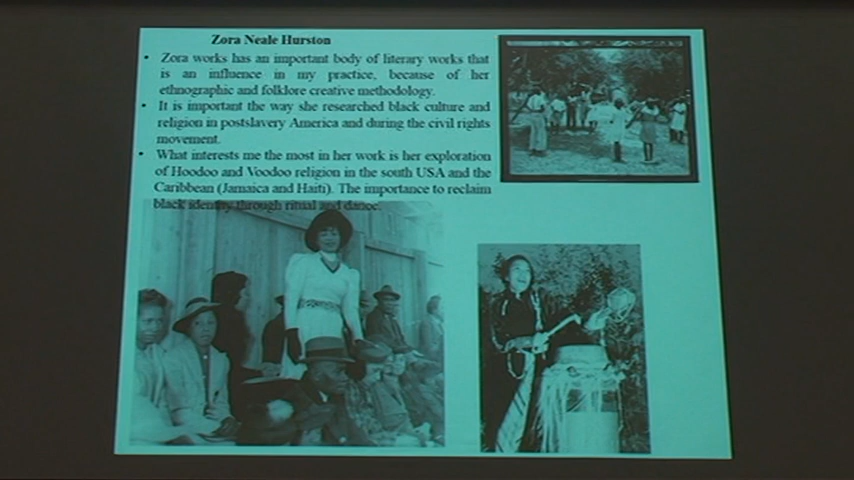 Zora Neale Hurston
• Zora works has an important body of literary works that
is an influence in my practice, because of her
ethnographic and folklore creative methodology.
• It is important the way she researched black culture and
religion in postslavery America and during the civil rights
movement.
• What interests me the most in her work is her exploration
of Hoodoo and Voodoo religion in the south USA and the
Caribbean (Jamaica and Haiti). The importance to reclaim
black identity through ritual and dance.